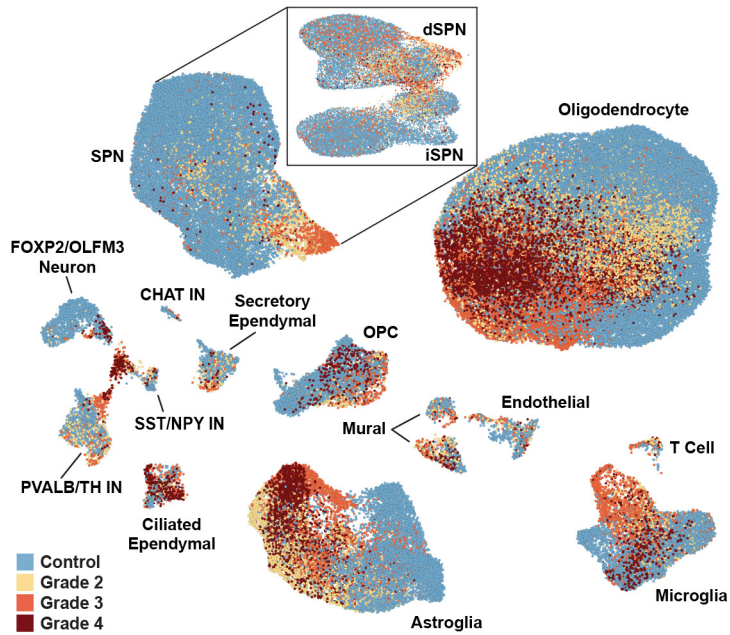 dSPN
iSPN
SPN
Oligodendrocyte
FOXP2/OLFM3
Neuron
CHAT IN
Secretory
Ependymal
OPC
SST/NPY IN
Mural
Endothelial
T Cell
PVALB/TH IN
Ciliated
Ependymal
Astroglia
Microglia
Control
Grade 2
Grade 3
Grade 4